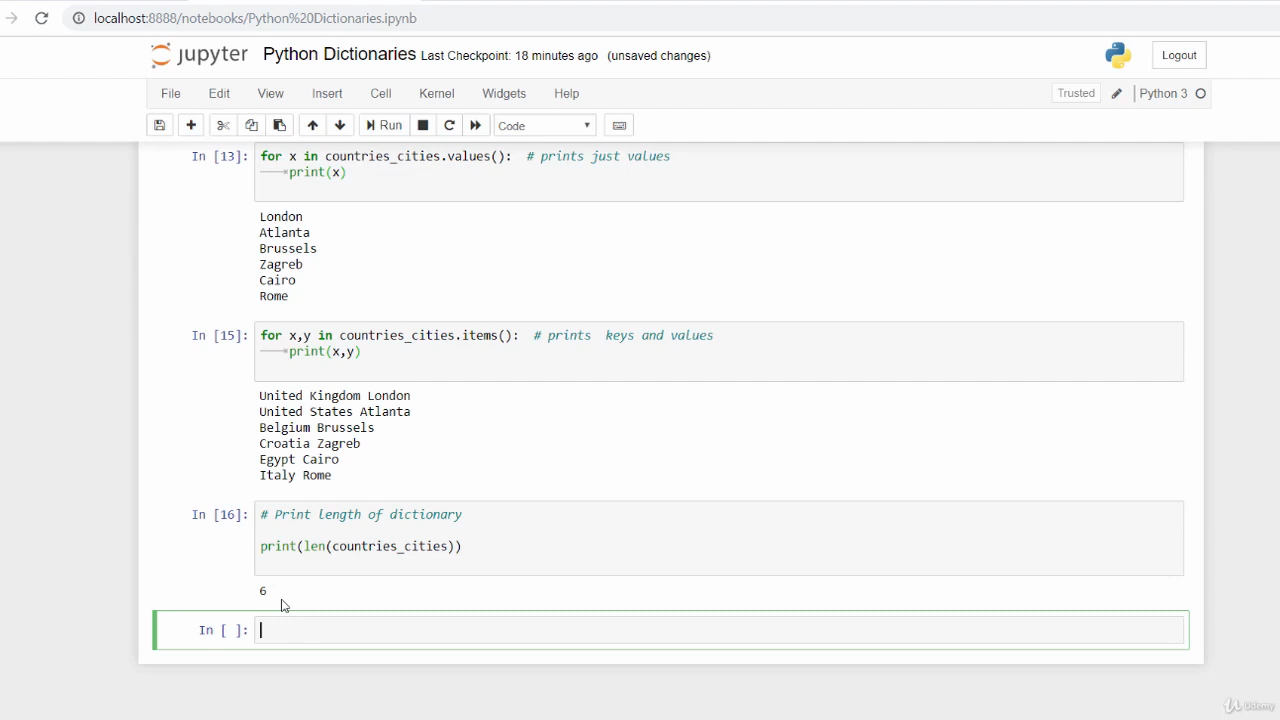 localhost:8888/notebooks/Python%20Dictionaries.ipynb
jupyter Python Dictionaries Last Checkpoint: 18 minutes ago (unsaved changes) Logout
File Edit View Insert Cell Kernel Widgets Help Trusted Python 3
Run Code
In [13]: for x in countries_cities.values(): # prints just values
print(x)
London
Atlanta
Brussels
Zagreb
Cairo
Rome
In [15]: for x,y in countries_cities.items(): # prints  keys and values
print(x,y)
United Kingdom London
United States Atlanta
Belgium Brussels
Croatia Zagreb
Egypt Cairo
Italy Rome
In [16]: # Print length of dictionary
print(len(countries_cities))
6
In [ ]:
Udemy